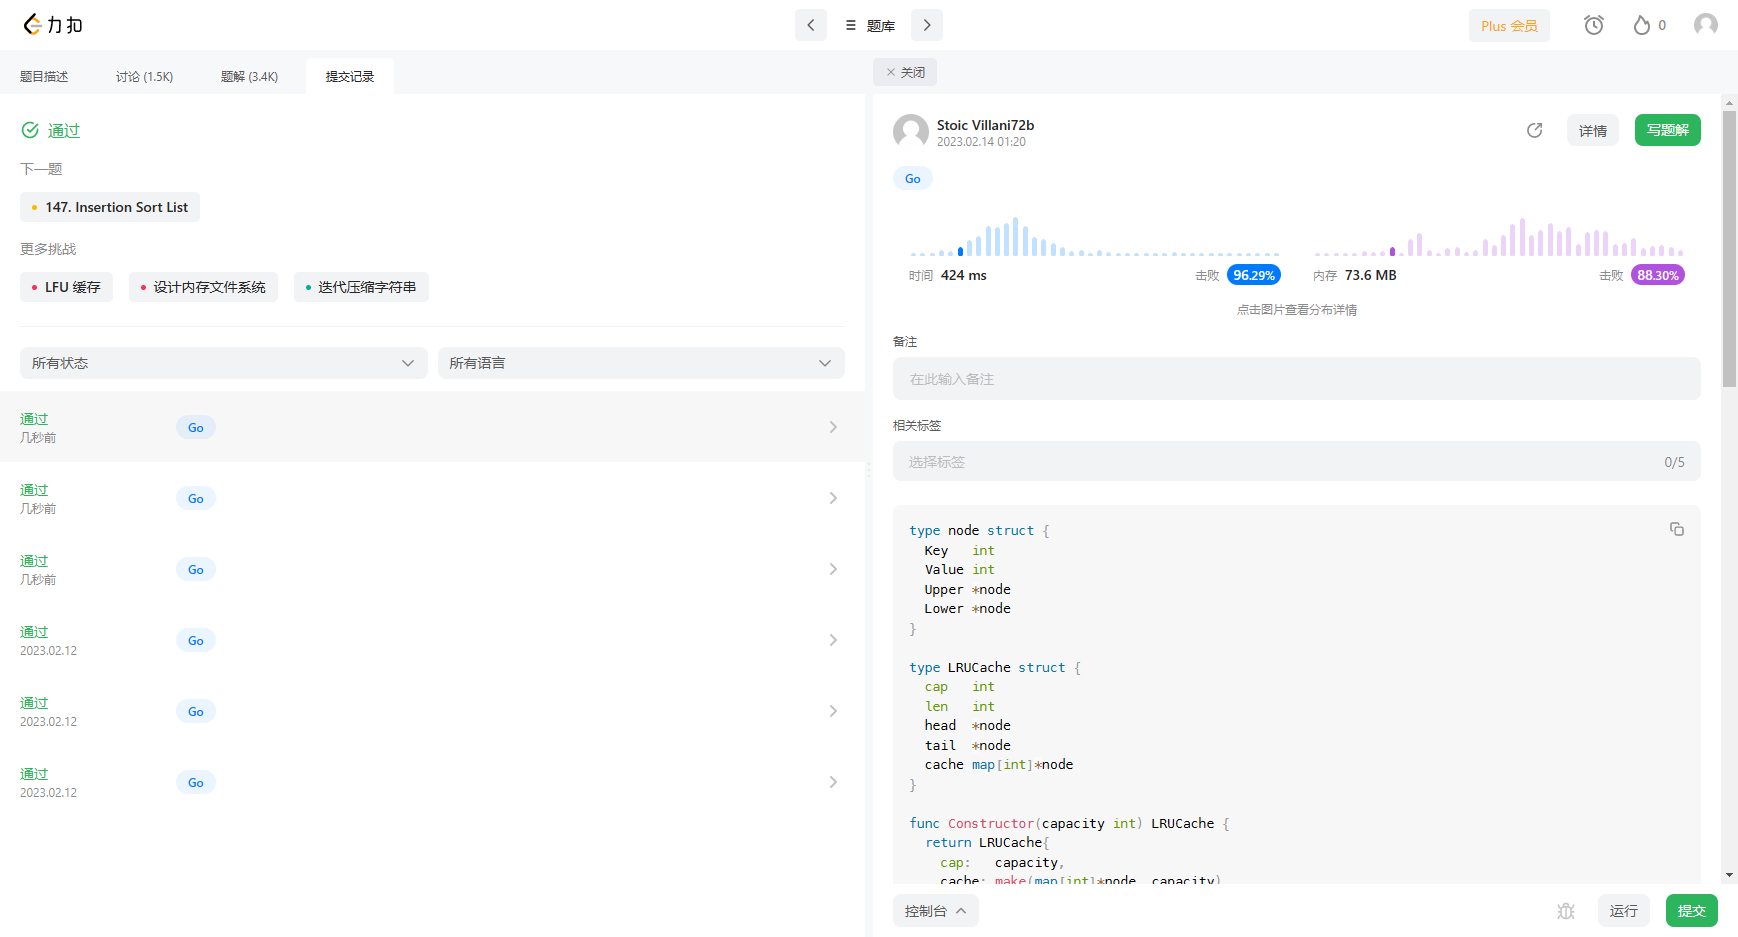 力扣
题库
Plus 会员
0
题目描述
讨论 (1.5K)
题解 (3.4K)
提交记录
通过
下一题
147. Insertion Sort List
更多挑战
LFU 缓存
设计内存文件系统
迭代压缩字符串
所有状态
所有语言
通过
几秒前
Go
通过
几秒前
Go
通过
几秒前
Go
通过
2023.02.12
Go
通过
2023.02.12
Go
通过
2023.02.12
Go
关闭
Stoic Villani72b
2023.02.14 01:20
详情
写题解
Go
时间 424 ms
击败 96.29%
内存 73.6 MB
击败 88.30%
点击图片查看分布详情
备注
在此输入备注
相关标签
选择标签
0/5
type node struct {
  Key   int
  Value int
  Upper *node
  Lower *node
}
type LRUCache struct {
  cap   int
  len   int
  head  *node
  tail  *node
  cache map[int]*node
}
func Constructor(capacity int) LRUCache {
  return LRUCache{
    cap:   capacity,
    cache: make(map[int]*node, capacity)
控制台
运行
提交